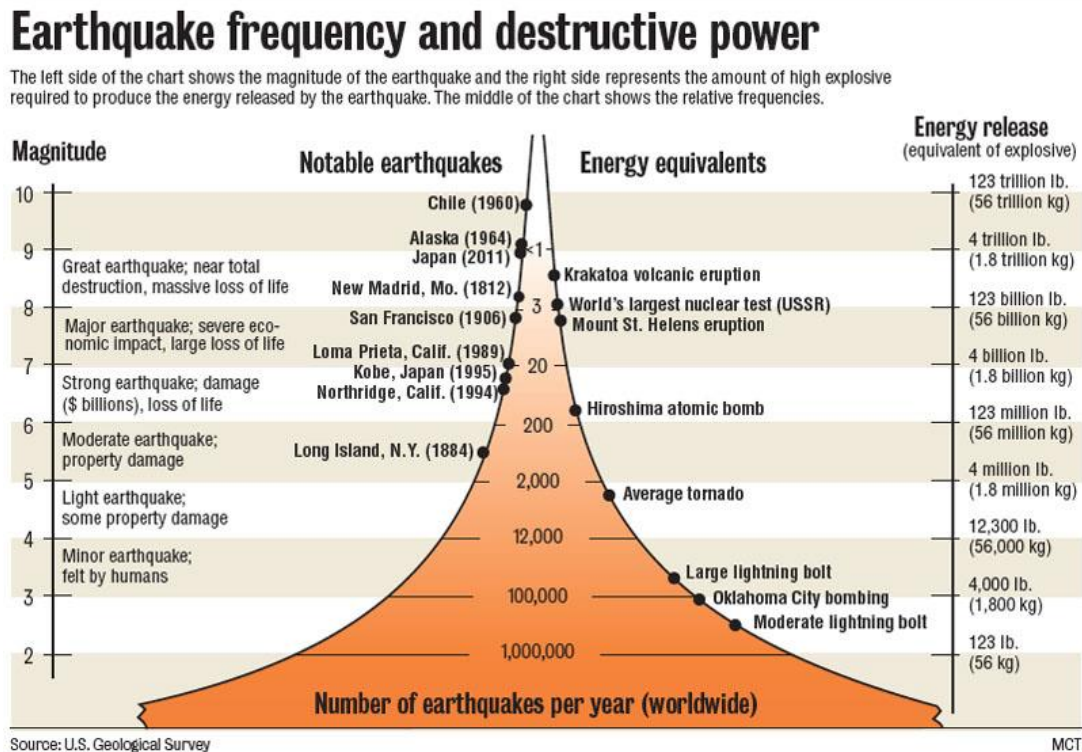 Earthquake frequency and destructive power
The left side of the chart shows the magnitude of the earthquake and the right side represents the amount of high explosive
required to produce the energy released by the earthquake. The middle of the chart shows the relative frequencies.
Magnitude
Notable earthquakes
Energy equivalents
Energy release
(equivalent of explosive)
10
Chile (1960)
123 trillion lb.
(56 trillion kg)
Alaska (1964)
Japan (2011)
9
<1
4 trillion lb.
(1.8 trillion kg)
Great earthquake; near total
destruction, massive loss of life
Krakatoa volcanic eruption
New Madrid, Mo. (1812)
8
3
World's largest nuclear test (USSR)
123 billion lb.
(56 billion kg)
San Francisco (1906)
Mount St. Helens eruption
Major earthquake; severe eco-
nomic impact, large loss of life
Loma Prieta, Calif. (1989)
7
20
4 billion lb.
(1.8 billion kg)
Kobe, Japan (1995)
Northridge, Calif. (1994)
Strong earthquake; damage
($ billions), loss of life
Hiroshima atomic bomb
6
200
123 million lb.
(56 million kg)
Moderate earthquake;
property damage
Long Island, N.Y. (1884)
5
2,000
4 million lb.
(1.8 million kg)
Average tornado
Light earthquake;
some property damage
4
12,000
12,300 lb.
(56,000 kg)
Minor earthquake;
felt by humans
Large lightning bolt
3
100,000
Oklahoma City bombing
4,000 lb.
(1,800 kg)
Moderate lightning bolt
2
1,000,000
123 lb.
(56 kg)
Number of earthquakes per year (worldwide)
Source: U.S. Geological Survey
MCT